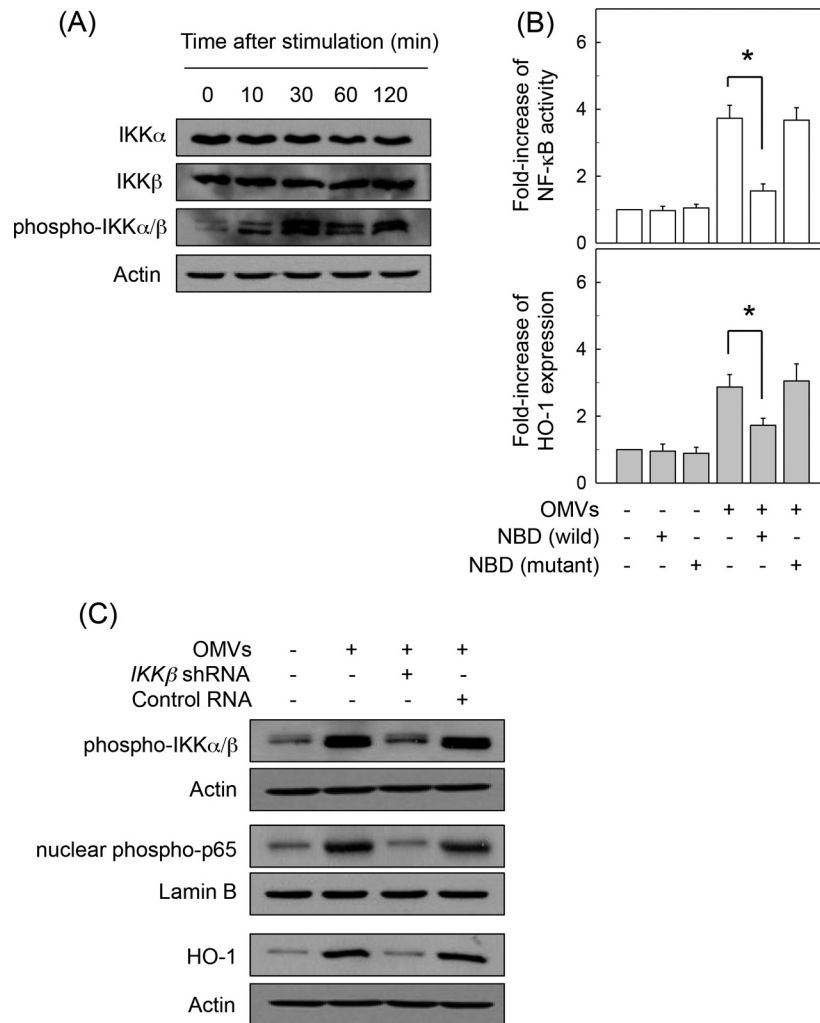 (A)
Time after stimulation (min)
0 10 30 60 120
IKKα
IKKβ
phospho-IKKα/β
Actin
(B)
Fold-increase of
NF-κB activity
6
4
2
0
*
Fold-increase of
HO-1 expression
6
4
2
0
*
OMVs - - - + + +
NBD (wild) - + - - + -
NBD (mutant) - - + - - +
(C)
OMVs - + + +
IKKβ shRNA - - + -
Control RNA - - - +
phospho-IKKα/β
Actin
nuclear phospho-p65
Lamin B
HO-1
Actin